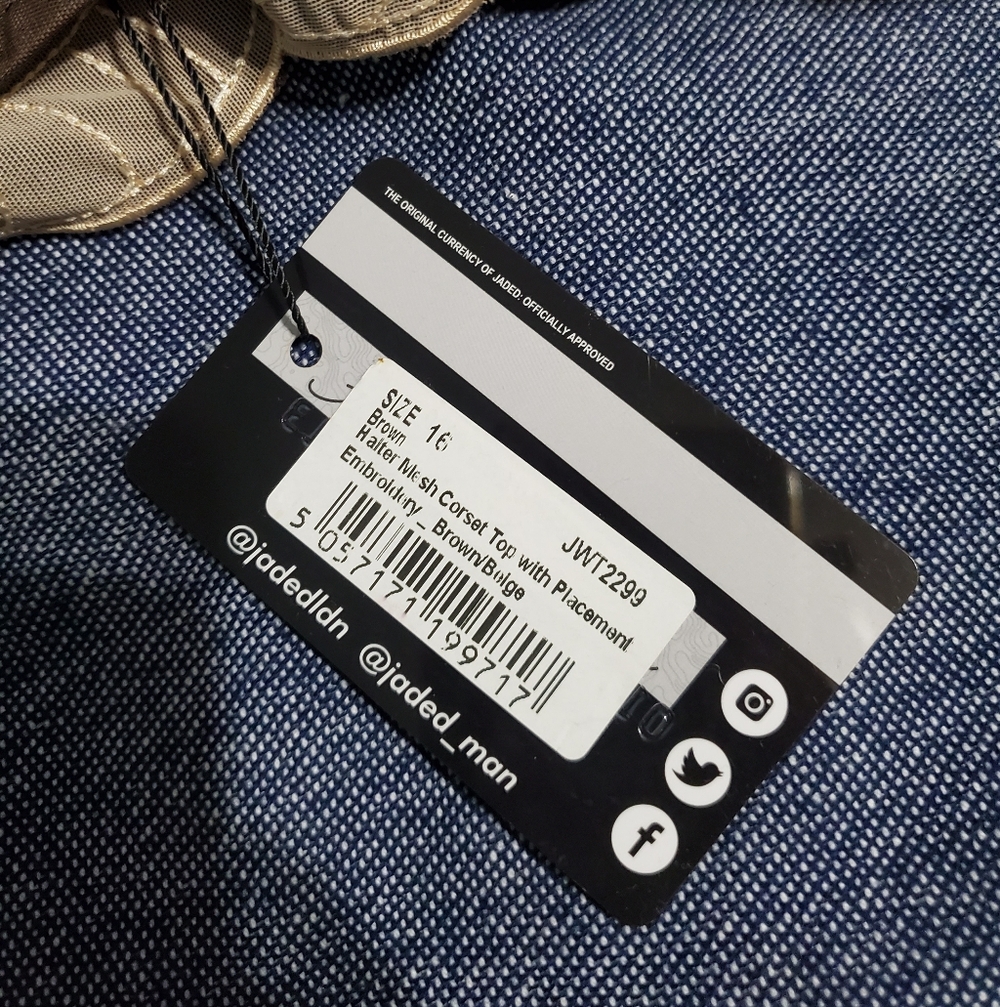 THE ORIGINAL CURRENCY OF JADED: OFFICIALLY APPROVED
SIZE 16
Brown JWT2299
Halter Mesh Corset Top with Placement
Embroidery_ Brown/Beige
5 057171 199717
@jadedldn @jaded_man